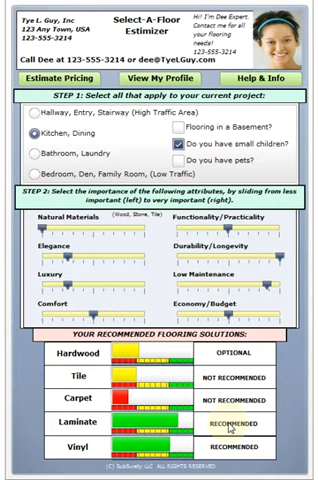 Tye L. Guy, Inc
123 Any Town, USA
123-555-3214
Select-A-Floor
Estimizer
Hi! I'm Dee Expert.
Contact me for all
your flooring
needs!
123-555-3214
Call Dee at 123-555-3214 or dee@TyeLGuy.com
Estimate Pricing
View My Profile
Help & Info
STEP 1: Select all that apply to your current project:
Hallway, Entry, Stairway (High Traffic Area)
Kitchen, Dining
Bathroom, Laundry
Bedroom, Den, Family Room, (Low Traffic)
Flooring in a Basement?
Do you have small children?
Do you have pets?
STEP 2: Select the importance of the following attributes, by sliding from less
important (left) to very important (right).
Natural Materials (Wood, Stone, Tile)
Functionality/Practicality
Elegance
Durability/Longevity
Luxury
Low Maintenance
Comfort
Economy/Budget
YOUR RECOMMENDED FLOORING SOLUTIONS:
Hardwood OPTIONAL
Tile NOT RECOMMENDED
Carpet NOT RECOMMENDED
Laminate RECOMMENDED
Vinyl RECOMMENDED
ALL RIGHTS RESERVED